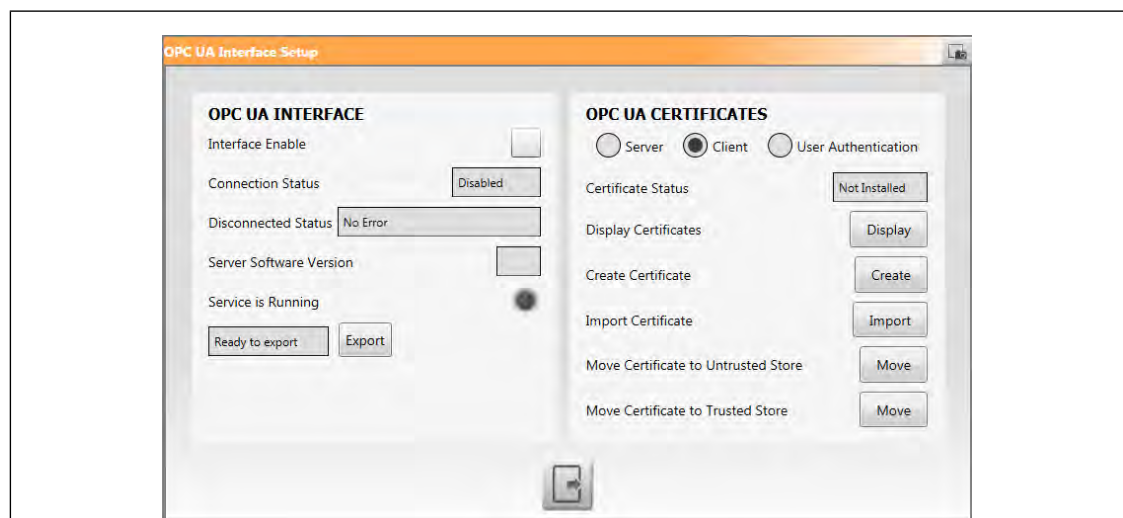 OPC UA Interface Setup
OPC UA INTERFACE
Interface Enable
Connection Status Disabled
Disconnected Status No Error
Server Software Version
Service is Running
Ready to export Export
OPC UA CERTIFICATES
Server Client User Authentication
Certificate Status Not Installed
Display Certificates Display
Create Certificate Create
Import Certificate Import
Move Certificate to Untrusted Store Move
Move Certificate to Trusted Store Move